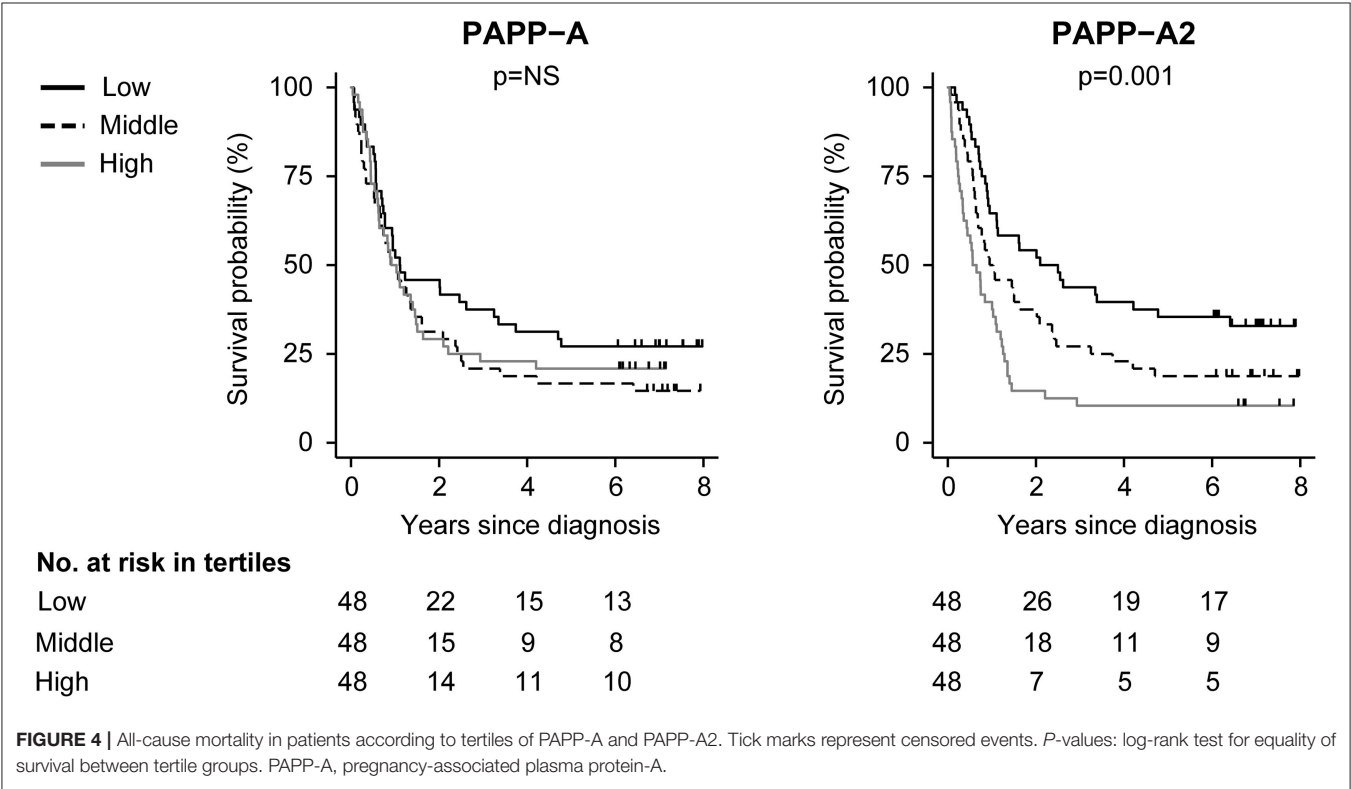 PAPP−A
PAPP−A2
Low
Middle
High
p=NS
p=0.001
Survival probability (%)
100
75
50
25
0
0 2 4 6 8
Years since diagnosis
Survival probability (%)
100
75
50
25
0
0 2 4 6 8
Years since diagnosis
No. at risk in tertiles
Low 48 22 15 13 48 26 19 17
Middle 48 15 9 8 48 18 11 9
High 48 14 11 10 48 7 5 5
FIGURE 4 | All-cause mortality in patients according to tertiles of PAPP-A and PAPP-A2. Tick marks represent censored events. P-values: log-rank test for equality of
survival between tertile groups. PAPP-A, pregnancy-associated plasma protein-A.